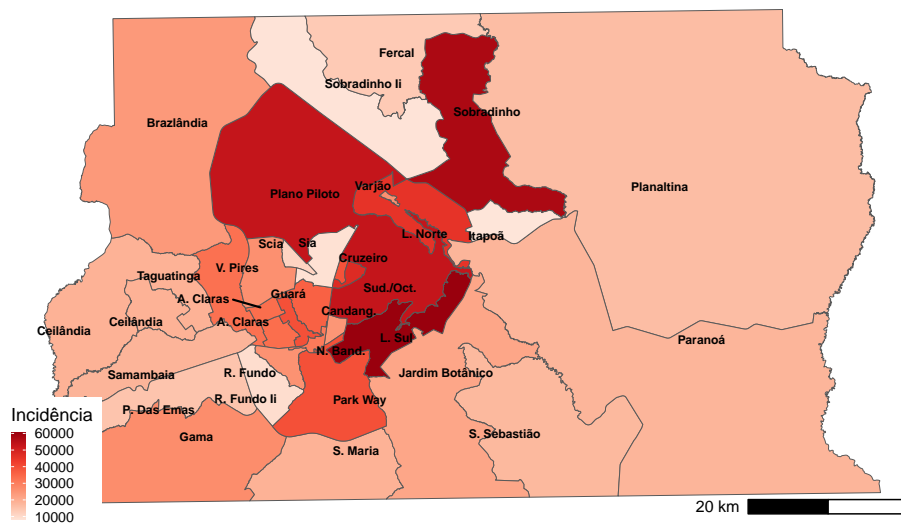 Fercal
Sobradinho Ii
Sobradinho
Brazlândia
Plano Piloto
Varjão
Planaltina
L. Norte
Itapoã
Scia
Sia
Cruzeiro
V. Pires
Taguatinga
Guará
Sud./Oct.
A. Claras
Candang.
Ceilândia
Ceilândia
A. Claras
L. Sul
N. Band.
Paranoá
Samambaia
R. Fundo
Jardim Botânico
R. Fundo Ii
Park Way
P. Das Emas
Gama
S. Maria
S. Sebastião
Incidência
60000
50000
40000
30000
20000
10000
20 km